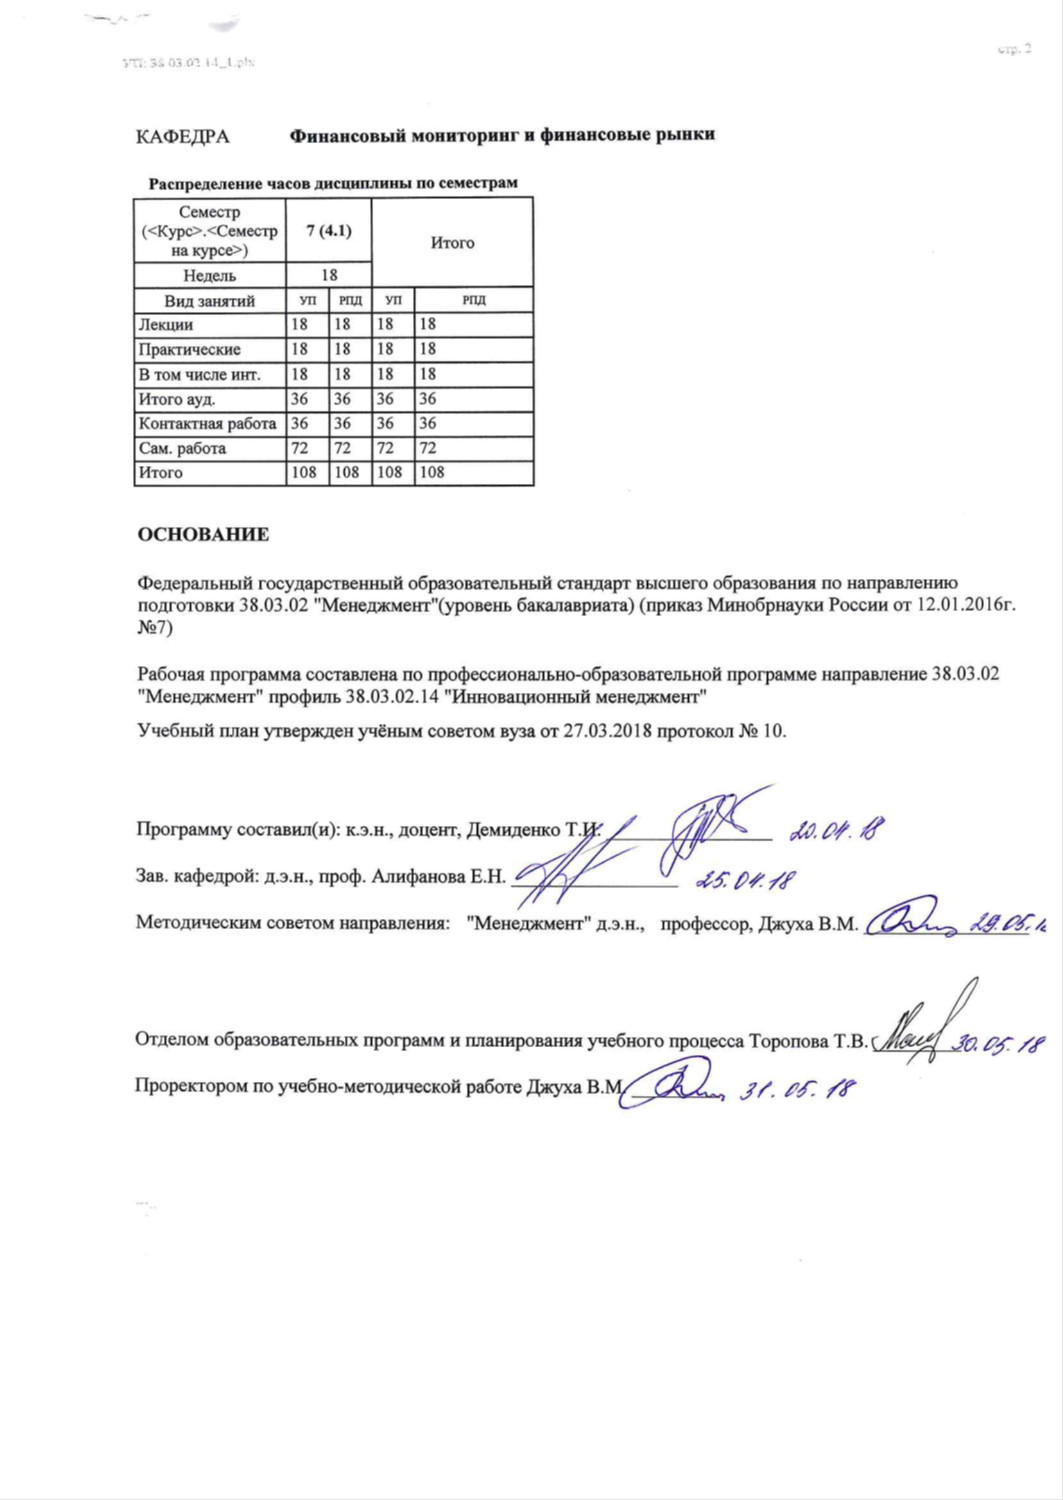 УП: 38.03.02.14_1.plx
стр. 2
КАФЕДРА Финансовый мониторинг и финансовые рынки
Распределение часов дисциплины по семестрам
Семестр
(<Курс>.<Семестр
на курсе>)
7 (4.1)
Итого
Недель 18
Вид занятий УП РПД УП РПД
Лекции 18 18 18 18
Практические 18 18 18 18
В том числе инт. 18 18 18 18
Итого ауд. 36 36 36 36
Контактная работа 36 36 36 36
Сам. работа 72 72 72 72
Итого 108 108 108 108
ОСНОВАНИЕ
Федеральный государственный образовательный стандарт высшего образования по направлению
подготовки 38.03.02 "Менеджмент"(уровень бакалавриата) (приказ Минобрнауки России от 12.01.2016г.
№7)
Рабочая программа составлена по профессионально-образовательной программе направление 38.03.02
"Менеджмент" профиль 38.03.02.14 "Инновационный менеджмент"
Учебный план утвержден учёным советом вуза от 27.03.2018 протокол № 10.
Программу составил(и): к.э.н., доцент, Демиденко Т.И. 20.04.18
Зав. кафедрой: д.э.н., проф. Алифанова Е.Н. 25.04.18
Методическим советом направления: "Менеджмент" д.э.н., профессор, Джуха В.М. 29.05.18
Отделом образовательных программ и планирования учебного процесса Торопова Т.В. 30.05.18
Проректором по учебно-методической работе Джуха В.М. 31.05.18